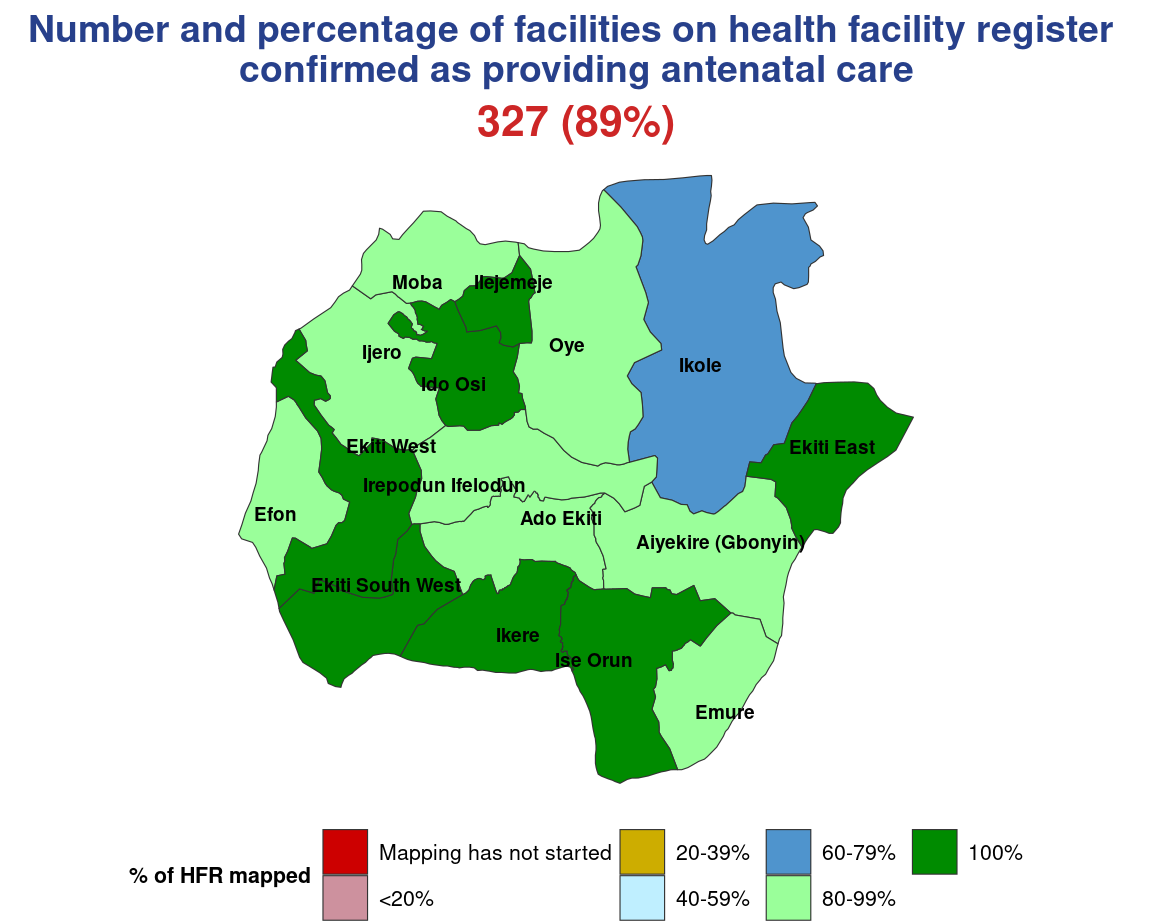 Number and percentage of facilities on health facility register
confirmed as providing antenatal care
327 (89%)
Moba
Ilejemeje
Ijero
Oye
Ikole
Ido Osi
Ekiti West
Ekiti East
Irepodun Ifelodun
Efon
Ado Ekiti
Aiyekire (Gbonyin)
Ekiti South West
Ikere
Ise Orun
Emure
% of HFR mapped
Mapping has not started
<20%
20-39%
40-59%
60-79%
80-99%
100%